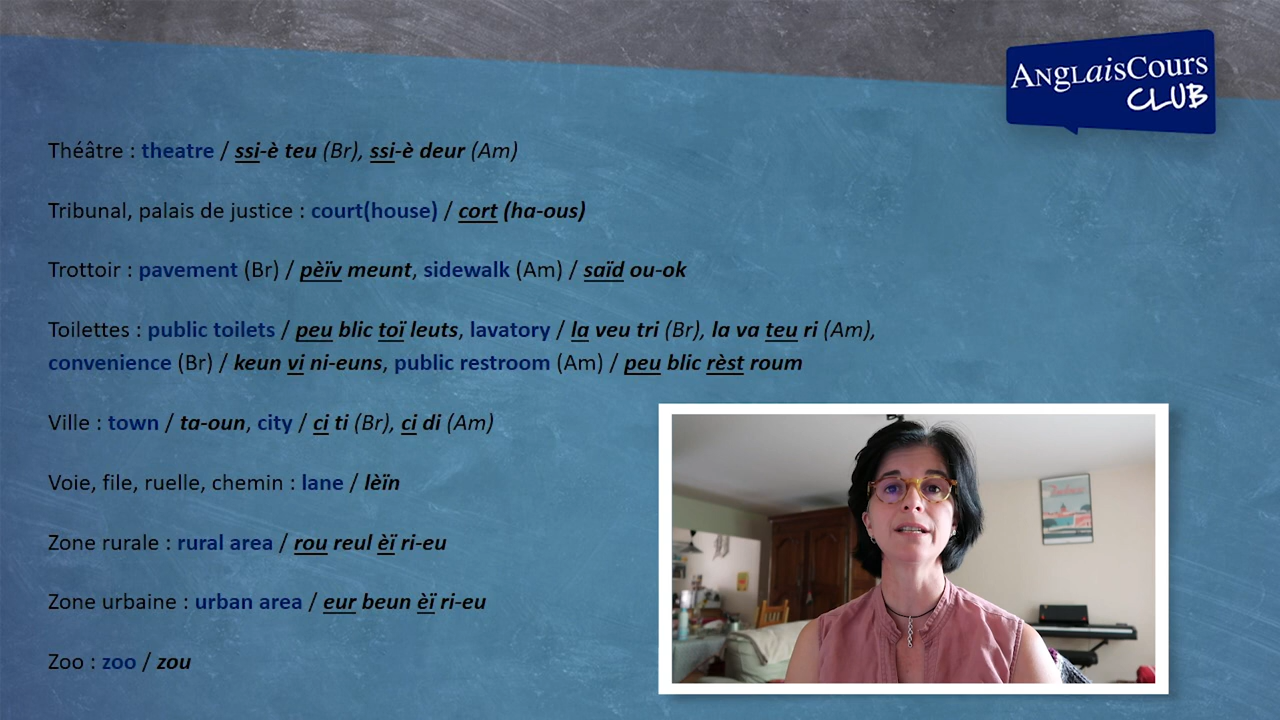 AnglaisCours
CLUB
Théâtre : theatre / ssi-è teu (Br), ssi-è deur (Am)
Tribunal, palais de justice : court(house) / cort (ha-ous)
Trottoir : pavement (Br) / pèïv meunt, sidewalk (Am) / saïd ou-ok
Toilettes : public toilets / peu blic toï leuts, lavatory / la veu tri (Br), la va teu ri (Am),
convenience (Br) / keun vi ni-euns, public restroom (Am) / peu blic rèst roum
Ville : town / ta-oun, city / ci ti (Br), ci di (Am)
Voie, file, ruelle, chemin : lane / lèïn
Zone rurale : rural area / rou reul èï ri-eu
Zone urbaine : urban area / eur beun èï ri-eu
Zoo : zoo / zou